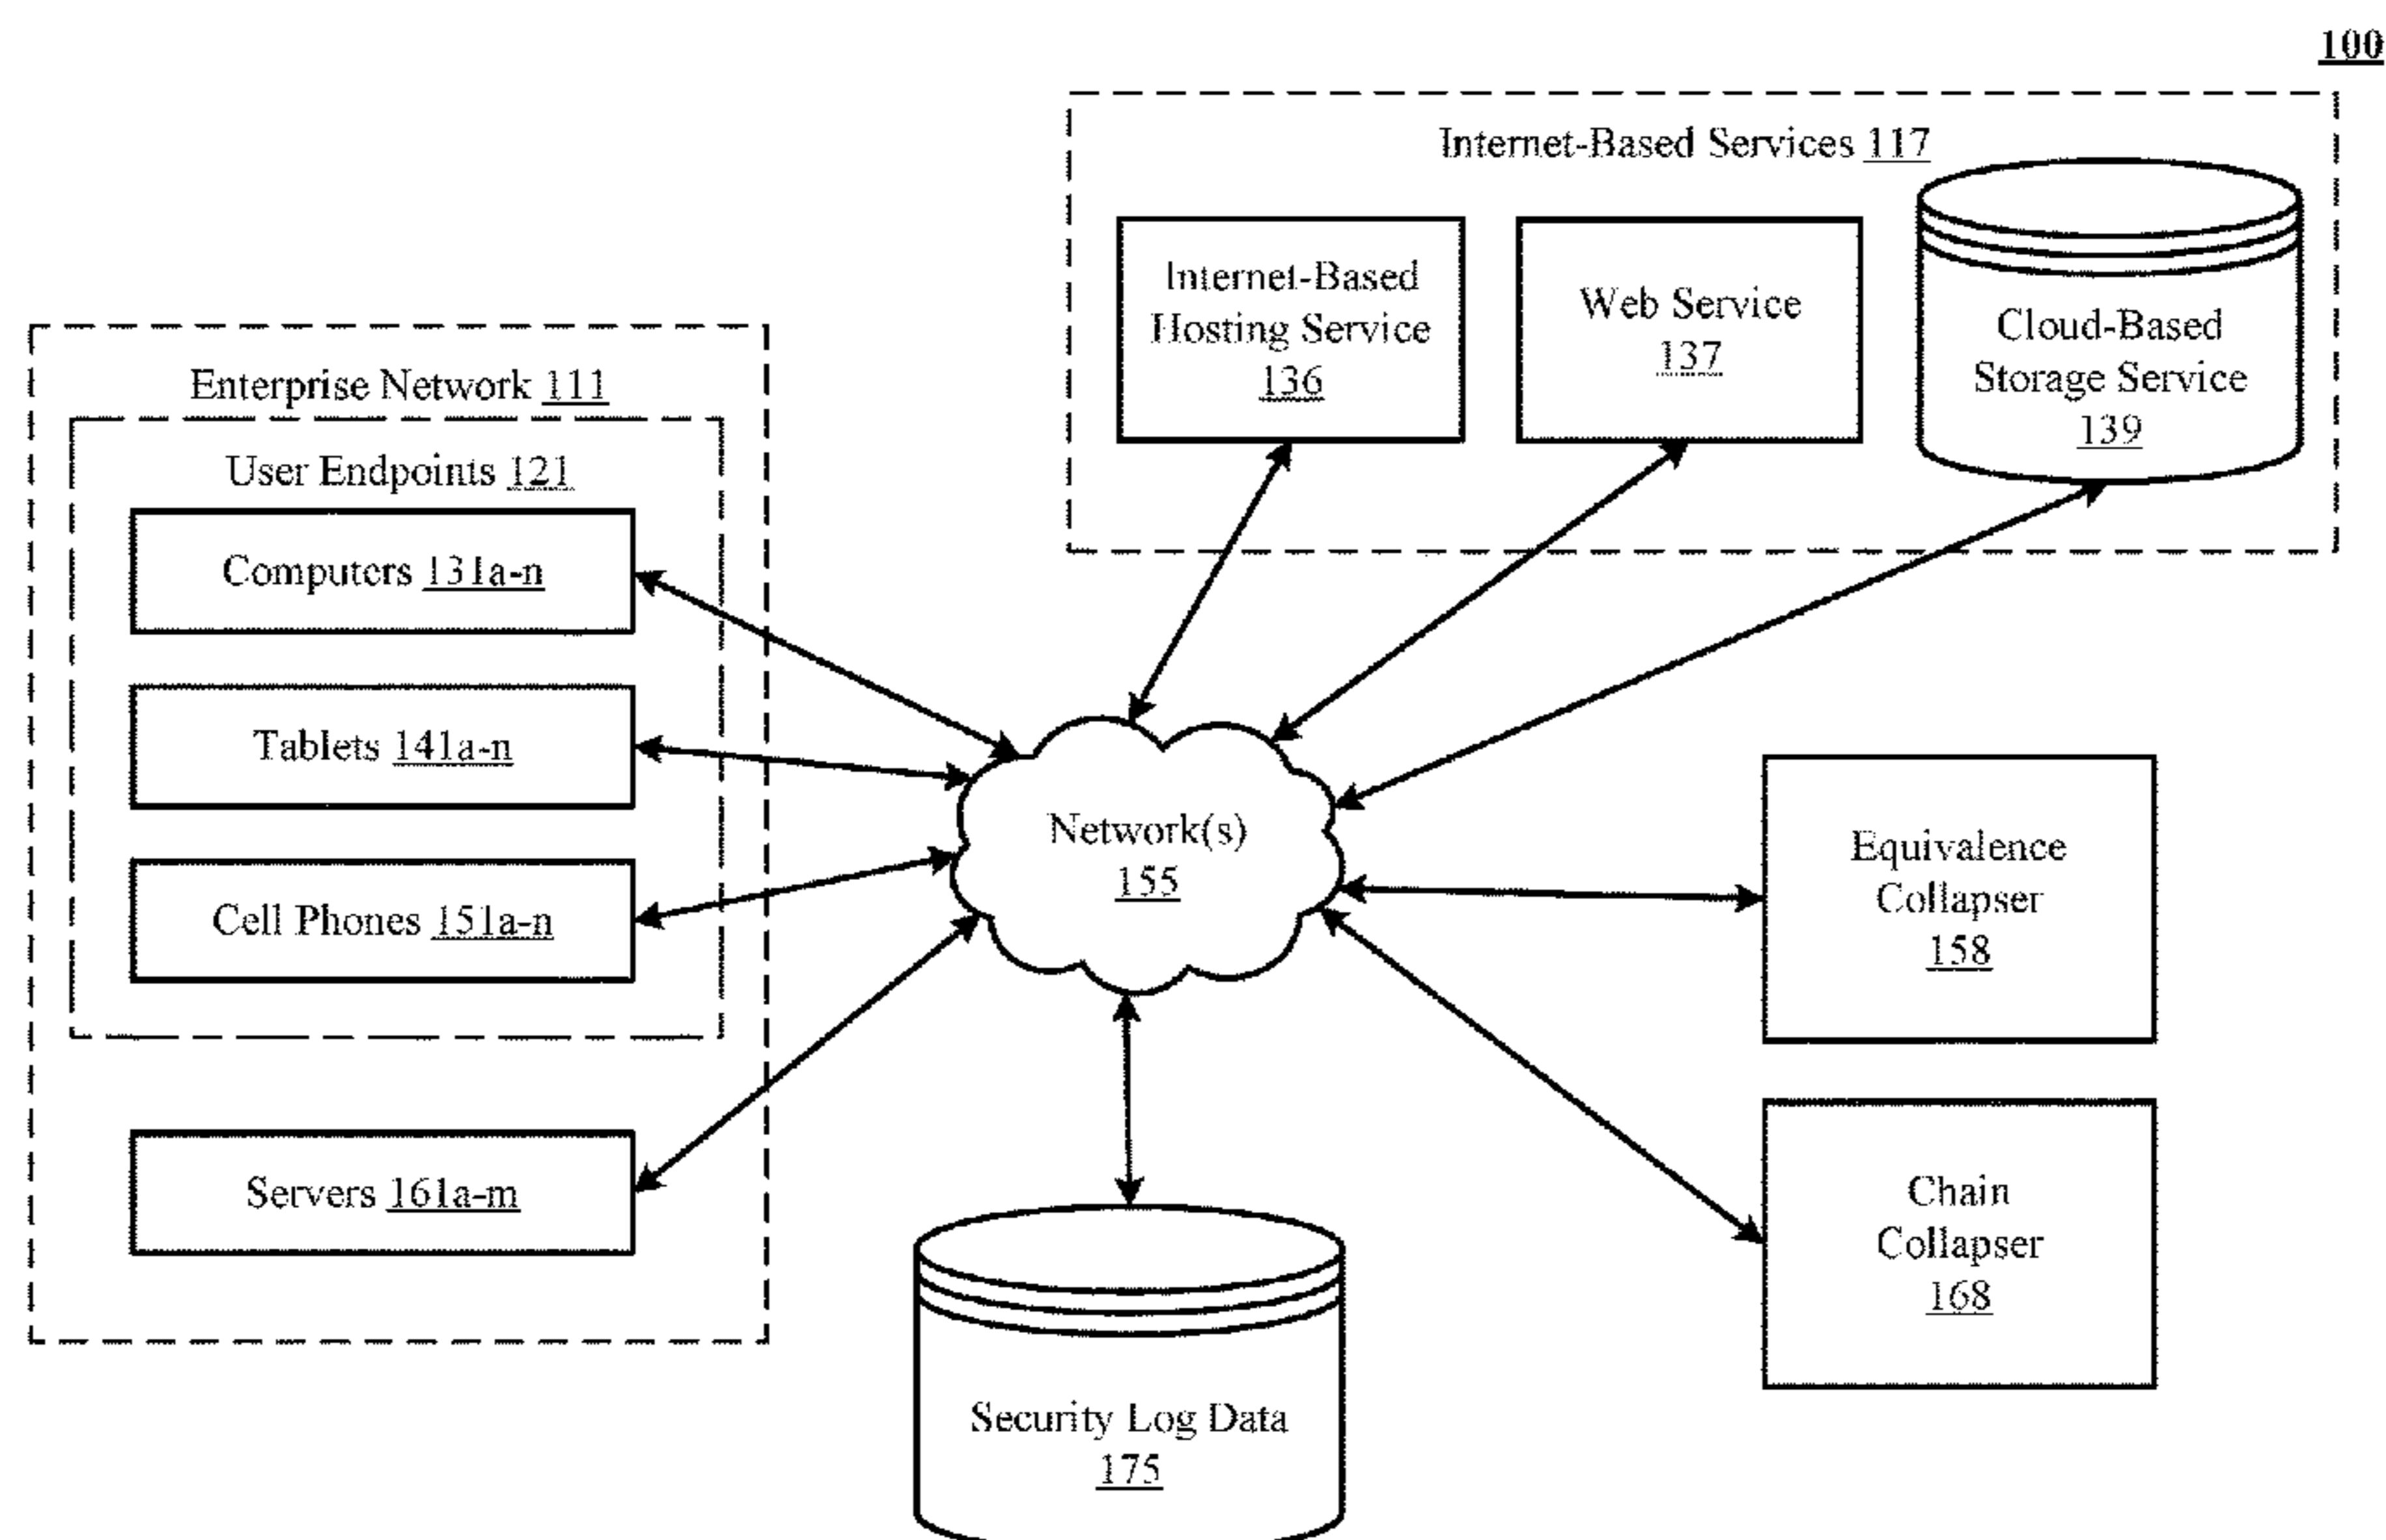 100
Internet-Based Services 117
Internet-Based
Hosting Service
136
Web Service
137
Cloud-Based
Storage Service
139
Enterprise Network 111
User Endpoints 121
Computers 131a-n
Tablets 141a-n
Cell Phones 151a-n
Servers 161a-m
Network(s)
155
Equivalence
Collapser
158
Chain
Collapser
168
Security Log Data
175